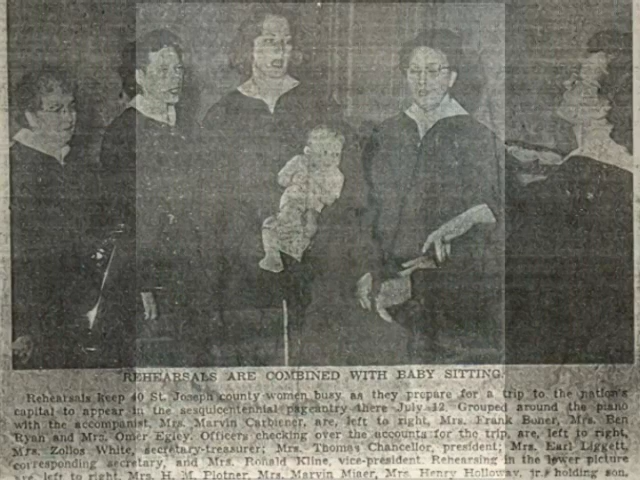 REHEARSALS ARE COMBINED WITH BABY SITTING.
Rehearsals keep 40 St. Joseph county women busy as they prepare for a trip to the nation's
capital to appear in the sesquicentennial pageantry there July 12. Grouped around the piano
with the accompanist, Mrs. Marvin Carbiener, are, left to right, Mrs. Frank Boner, Mrs. Ben
Ryan and Mrs. Omer Egley. Officers checking over the accounts for the trip, are, left to right,
Mrs. Zollos White, secretary-treasurer; Mrs. Thomas Chancellor, president; Mrs. Earl Liggett,
corresponding secretary, and Mrs. Ronald Kline, vice-president. Rehearsing in the lower picture
are left to right, Mrs. H. M. Plotner, Mrs. Marvin Miller, Mrs. Henry Holloway, jr., holding son,